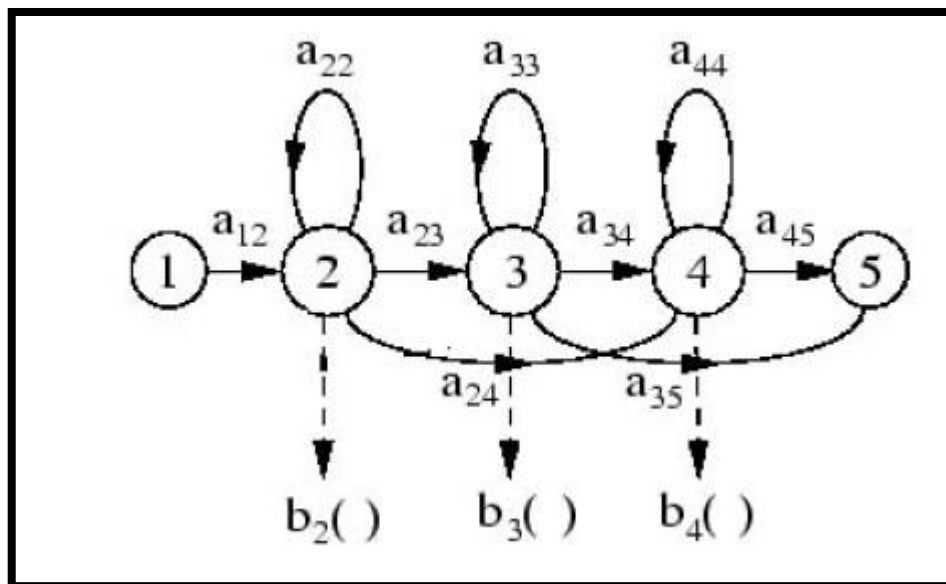 a₂₂ a₃₃ a₄₄
a₁₂ a₂₃ a₃₄ a₄₅
1 2 3 4 5
a₂₄ a₃₅
b₂( ) b₃( ) b₄( )